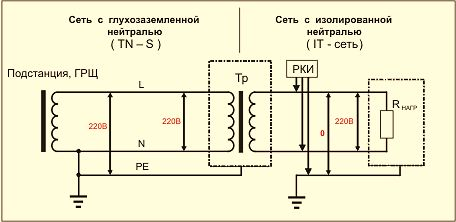 Сеть с глухозаземленной
нейтралью
( TN – S )
Сеть с изолированной
нейтралью
( IT - сеть)
Подстанция, ГРЩ
L
Тр
РКИ
220В
220В
0
220В
R НАГР
N
PE